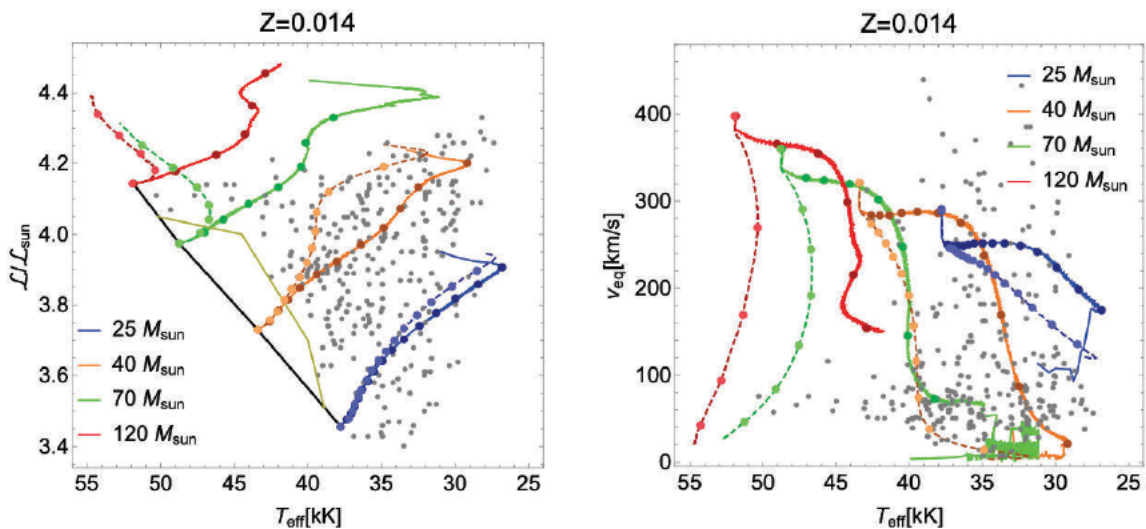 Z=0.014
4.4
4.2
4.0
3.8
3.6
3.4
ℒ/ℒsun
25 Msun
40 Msun
70 Msun
120 Msun
55 50 45 40 35 30 25
Teff[kK]
Z=0.014
400
300
200
100
0
veq[km/s]
25 Msun
40 Msun
70 Msun
120 Msun
55 50 45 40 35 30 25
Teff[kK]